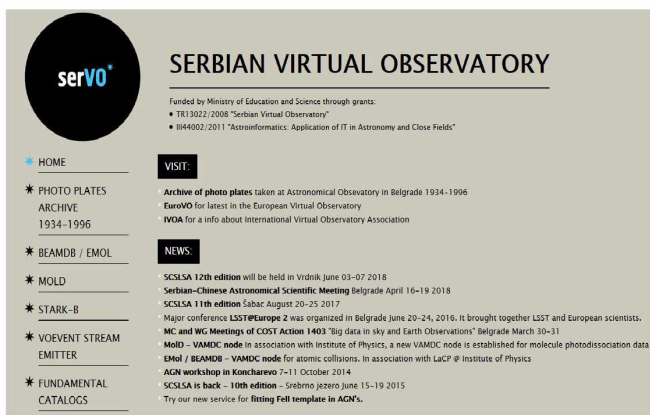 serVO*
SERBIAN VIRTUAL OBSERVATORY
Funded by Ministry of Education and Science through grants:
• TR13022/2008 "Serbian Virtual Observatory"
• III44002/2011 "Astroinformatics: Application of IT in Astronomy and Close Fields"
HOME
PHOTO PLATES
ARCHIVE
1934-1996
BEAMDB / EMOL
MOLD
STARK-B
VOEVENT STREAM
EMITTER
FUNDAMENTAL
CATALOGS
VISIT:
Archive of photo plates taken at Astronomical Obsevatory in Belgrade 1934-1996
EuroVO for latest in the European Virtual Observatory
IVOA for a info about International Virtual Observatory Association
NEWS:
SCSLSA 12th edition will be held in Vrdnik June 03-07 2018
Serbian-Chinese Astronomical Scientific Meeting Belgrade April 16-19 2018
SCSLSA 11th edition Šabac August 20-25 2017
Major conference LSST@Europe 2 was organized in Belgrade June 20-24, 2016. It brought together LSST and European scientists.
MC and WG Meetings of COST Action 1403 "Big data in sky and Earth Observations" Belgrade March 30-31
MolD - VAMDC node In association with Institute of Physics, a new VAMDC node is established for molecule photodissociation data
EMol / BEAMDB - VAMDC node for atomic collisions. In association with LaCP @ Institute of Physics
AGN workshop in Koncharevo 7-11 October 2014
SCSLSA is back - 10th edition - Srebrno jezero June 15-19 2015
Try our new service for fitting FeII template in AGN's.